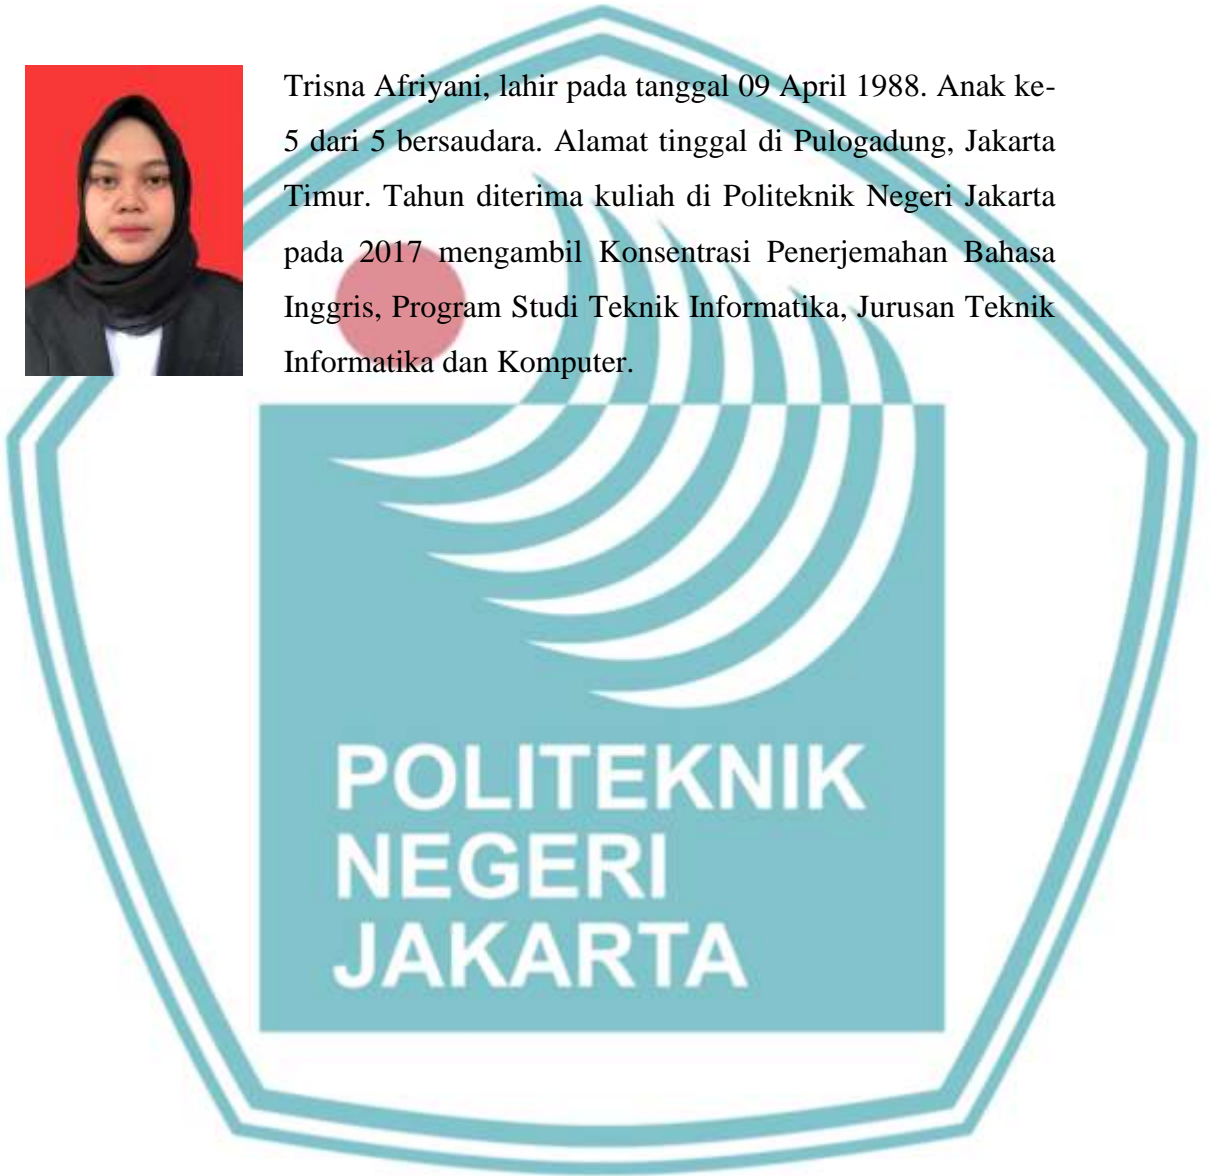 Trisna Afriyani, lahir pada tanggal 09 April 1988. Anak ke-
5 dari 5 bersaudara. Alamat tinggal di Pulogadung, Jakarta
Timur. Tahun diterima kuliah di Politeknik Negeri Jakarta
pada 2017 mengambil Konsentrasi Penerjemahan Bahasa
Inggris, Program Studi Teknik Informatika, Jurusan Teknik
Informatika dan Komputer.
POLITEKNIK
NEGERI
JAKARTA